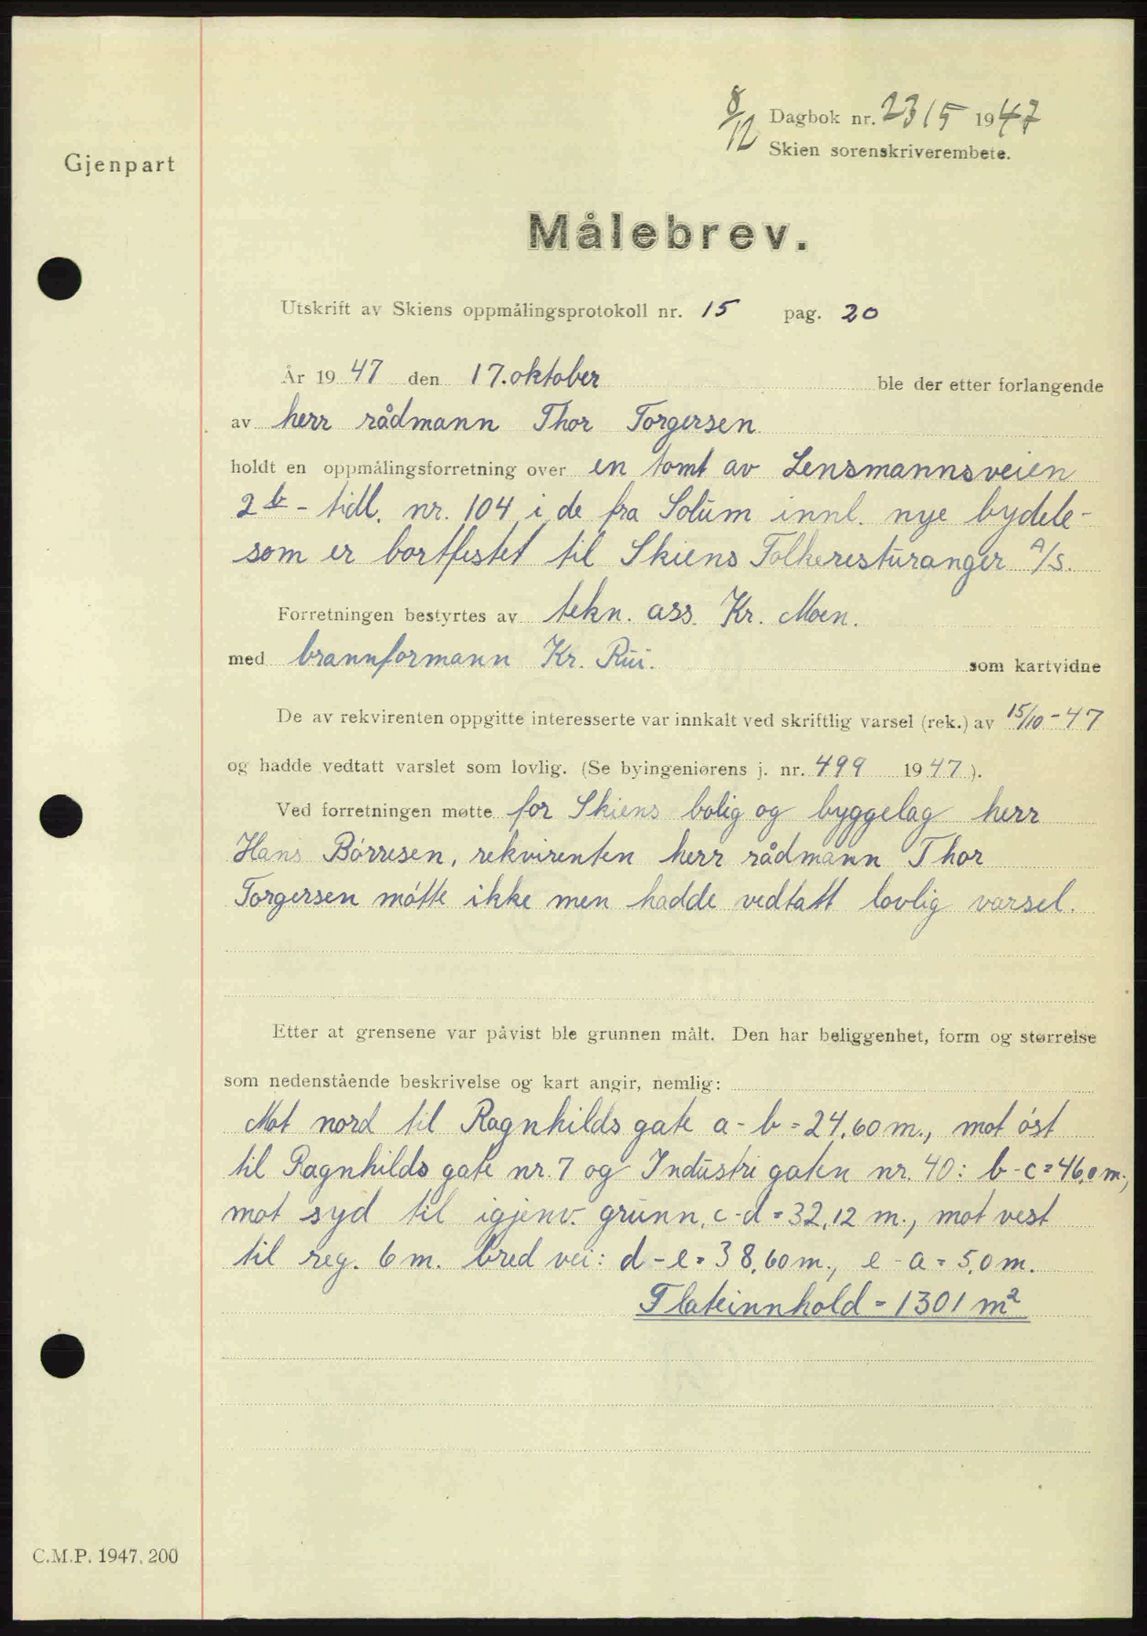 8/12 Dagbok nr. 2315 1947
Skien sorenskriverembete.
Gjenpart
Målebrev.
Utskrift av Skiens oppmålingsprotokoll nr. 15 pag. 20
År 1947 den 17. oktober ble der etter forlangende
av herr rådmann Thor Torgersen
holdt en oppmålingsforretning over en tomt av Lensmannsveien
2b - tidl. nr. 104 i de fra Solum innl. nye bydele-
som er bortfestet til Skiens Folkeresturanger A/S.
Forretningen bestyrtes av tekn. ass. Kr. Moen.
med brannformann Kr. Rui. som kartvidne
De av rekvirenten oppgitte interesserte var innkalt ved skriftlig varsel (rek.) av 15/10-47
og hadde vedtatt varslet som lovlig. (Se byingeniørens j. nr. 499 1947).
Ved forretningen møtte for Skiens bolig og byggelag herr
Hans Børresen, rekvirenten herr rådmann Thor
Torgersen møtte ikke men hadde vedtatt lovlig varsel.
Etter at grensene var påvist ble grunnen målt. Den har beliggenhet, form og størrelse
som nedenstående beskrivelse og kart angir, nemlig:
Mot nord til Ragnhilds gate a-b = 24,60 m., mot øst
til Ragnhilds gate nr. 7 og Industri gaten nr. 40: b-c = 46,0 m.,
mot syd til igjenv. grunn, c-d = 32,12 m., mot vest
til reg. 6 m. bred vei: d-e = 38,60 m., e-a = 5,0 m.
Flateinnhold = 1301 m²
C.M.P. 1947. 200